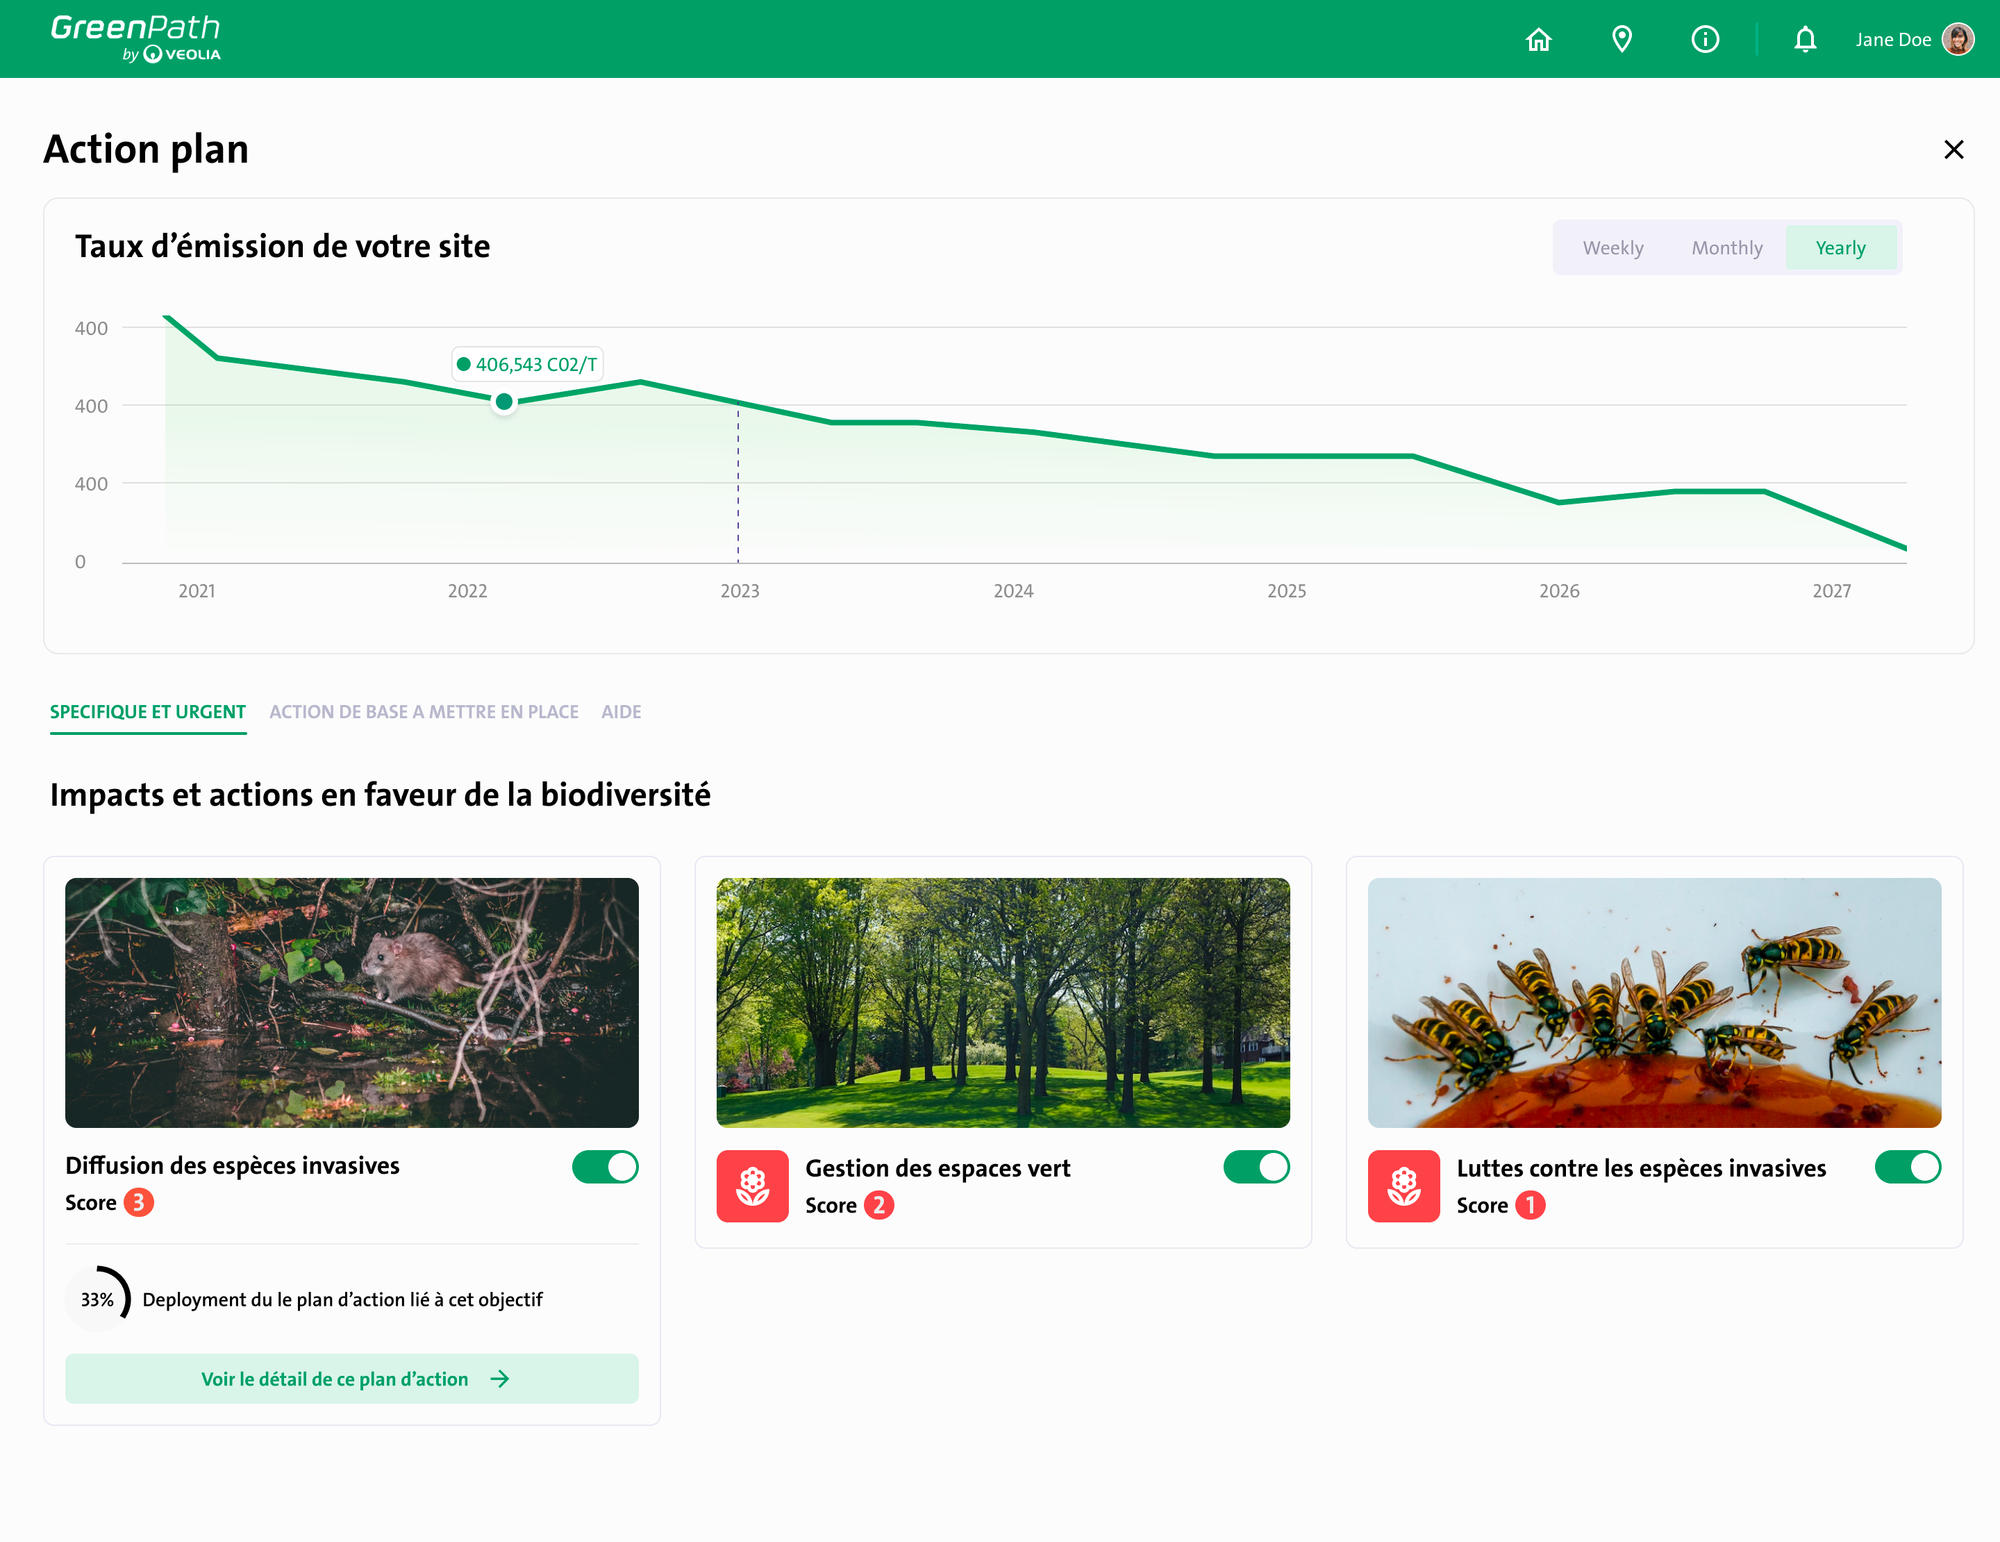 GreenPath
by VEOLIA
Jane Doe
Action plan
Taux d’émission de votre site
Weekly Monthly Yearly
400
406,543 CO2/T
400
400
0
2021 2022 2023 2024 2025 2026 2027
SPECIFIQUE ET URGENT ACTION DE BASE A METTRE EN PLACE AIDE
Impacts et actions en faveur de la biodiversité
Diffusion des espèces invasives
Score 3
33% Deployment du le plan d’action lié à cet objectif
Voir le détail de ce plan d’action
Gestion des espaces vert
Score 2
Luttes contre les espèces invasives
Score 1